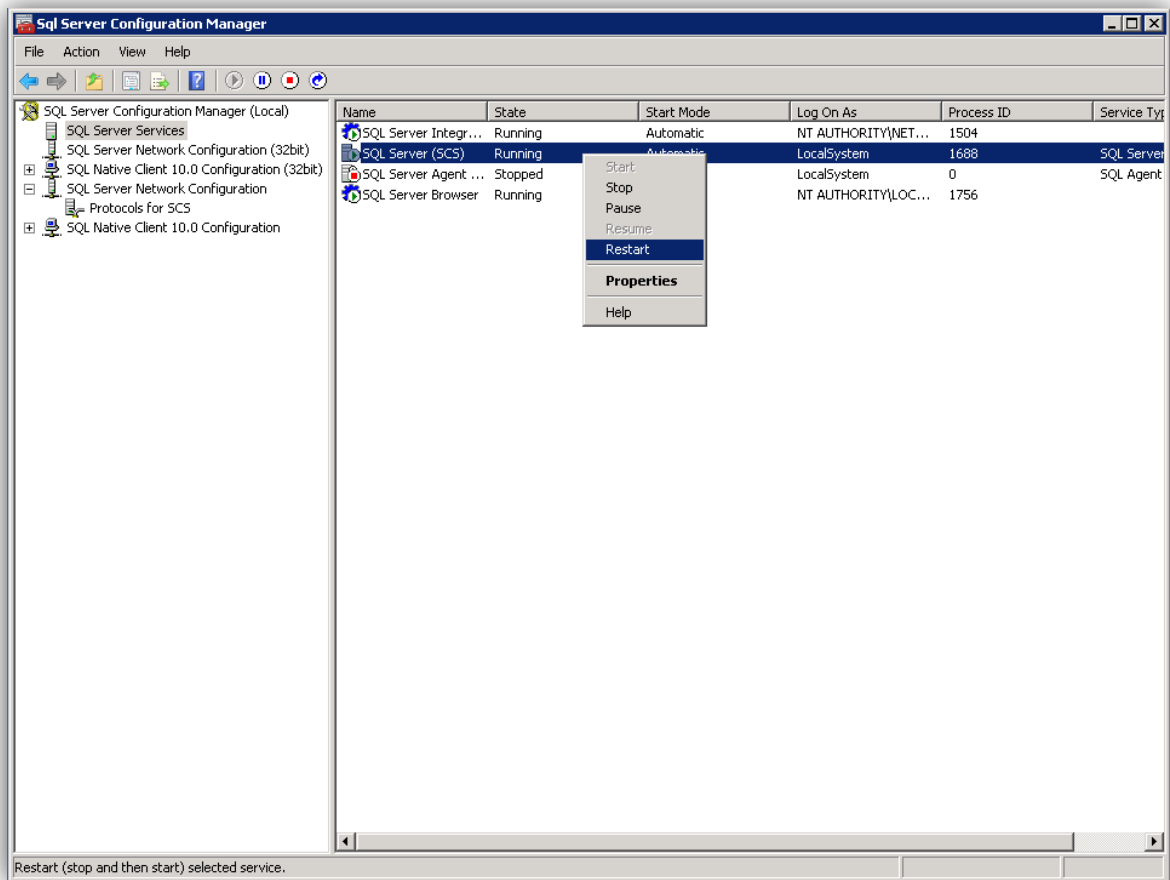 Sql Server Configuration Manager
File Action View Help
SQL Server Configuration Manager (Local)
SQL Server Services
SQL Server Network Configuration (32bit)
SQL Native Client 10.0 Configuration (32bit)
SQL Server Network Configuration
Protocols for SCS
SQL Native Client 10.0 Configuration
Name State Start Mode Log On As Process ID Service Typ
SQL Server Integr... Running Automatic NT AUTHORITY\NET... 1504
SQL Server (SCS) Running Automatic LocalSystem 1688 SQL Server
SQL Server Agent ... Stopped LocalSystem 0 SQL Agent
SQL Server Browser Running NT AUTHORITY\LOC... 1756
Start
Stop
Pause
Resume
Restart
Properties
Help
Restart (stop and then start) selected service.